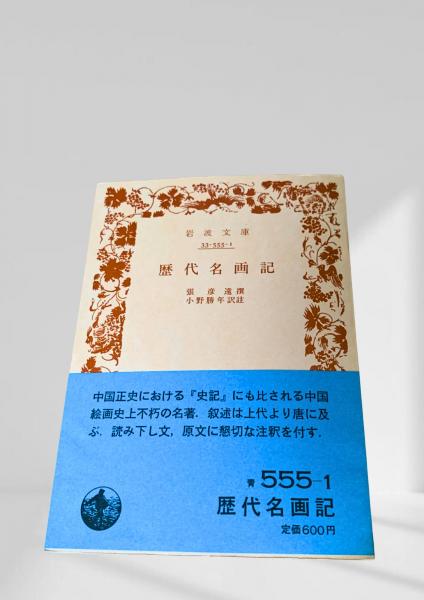 岩波文庫
33-555-1
歴代名画記
張彦遠撰
小野勝年訳註
中国正史における『史記』にも比される中国
絵画史上不朽の名著．叙述は上代より唐に及
ぶ．読み下し文，原文に懇切な注釈を付す．
青 555-1
歴代名画記
定価600円